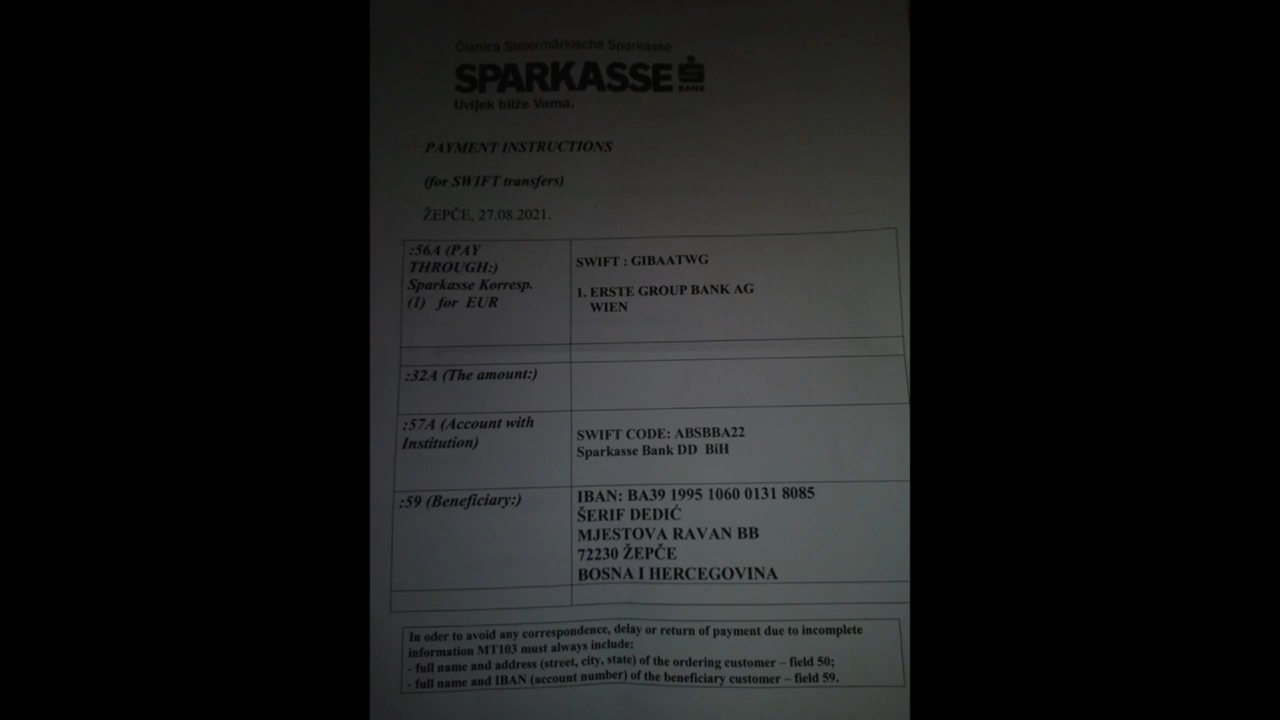 Članica Steiermärkische Sparkasse
SPARKASSE S
BANK
Uvijek bliže Vama.
PAYMENT INSTRUCTIONS
(for SWIFT transfers)
ŽEPČE, 27.08.2021.
:56A (PAY
THROUGH:)
Sparkasse Korresp.
(1) for EUR
SWIFT : GIBAATWG
1. ERSTE GROUP BANK AG
WIEN
:32A (The amount:)
:57A (Account with
Institution)
SWIFT CODE: ABSBBA22
Sparkasse Bank DD BiH
:59 (Beneficiary:)
IBAN: BA39 1995 1060 0131 8085
ŠERIF DEDIĆ
MJESTOVA RAVAN BB
72230 ŽEPČE
BOSNA I HERCEGOVINA
In oder to avoid any correspondence, delay or return of payment due to incomplete
information MT103 must always include:
- full name and address (street, city, state) of the ordering customer – field 50;
- full name and IBAN (account number) of the beneficiary customer – field 59.